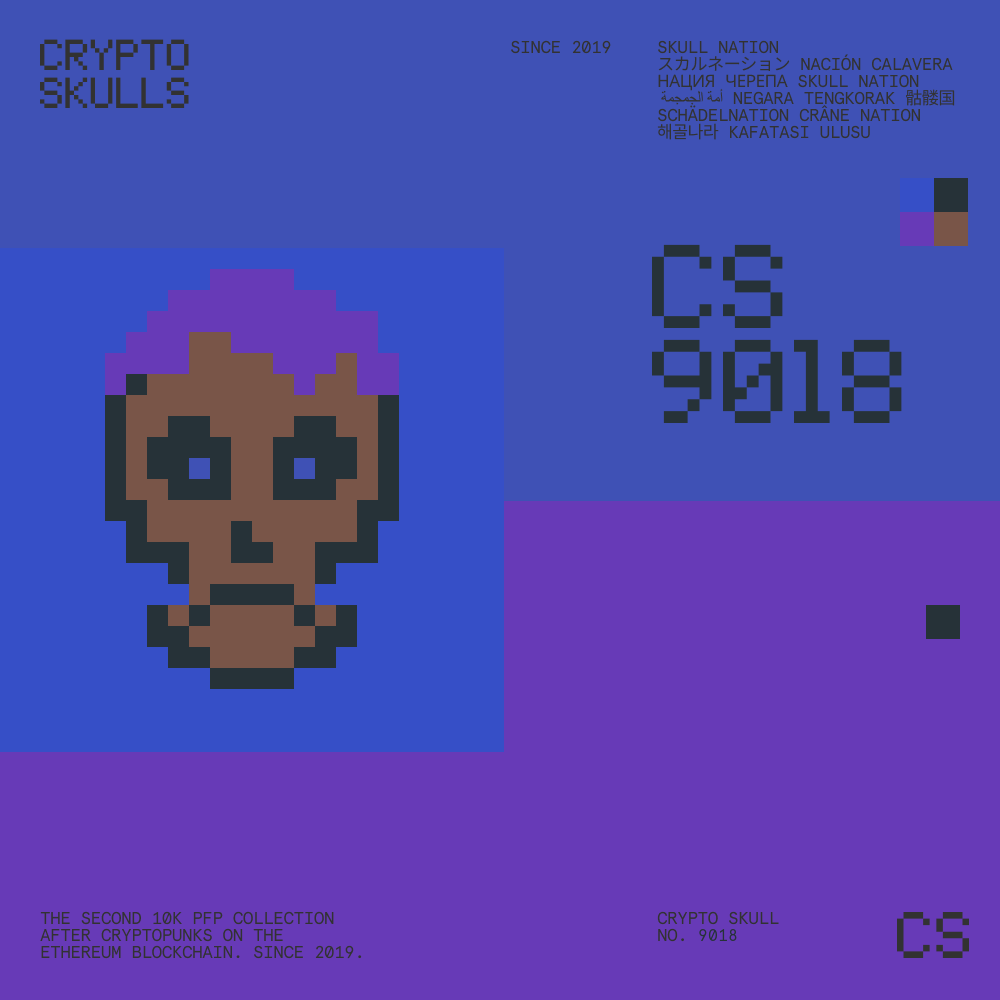 CRYPTO
SKULLS
SINCE 2019
SKULL NATION
スカルネーション NACIÓN CALAVERA
НАЦИЯ ЧЕРЕПА SKULL NATION
أمة الجمجمة NEGARA TENGKORAK 骷髅国
SCHÄDELNATION CRÂNE NATION
해골나라 KAFATASI ULUSU
CS
9018
THE SECOND 10K PFP COLLECTION
AFTER CRYPTOPUNKS ON THE
ETHEREUM BLOCKCHAIN. SINCE 2019.
CRYPTO SKULL
NO. 9018
CS